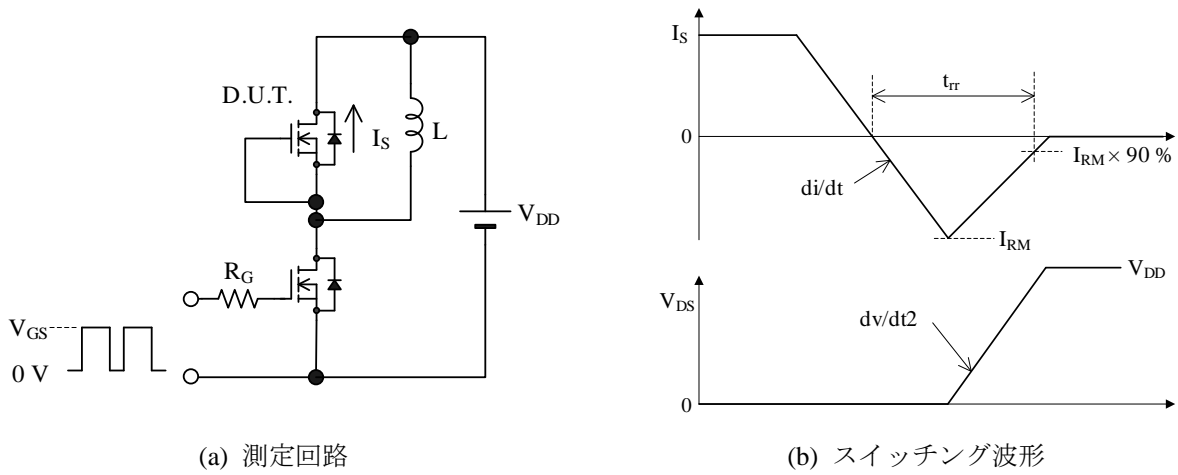 D.U.T.
I_S
L
V_DD
R_G
V_GS
0 V
(a) 測定回路
I_S
t_rr
0
I_RM × 90 %
di/dt
I_RM
V_DD
V_DS
dv/dt2
0
(b) スイッチング波形